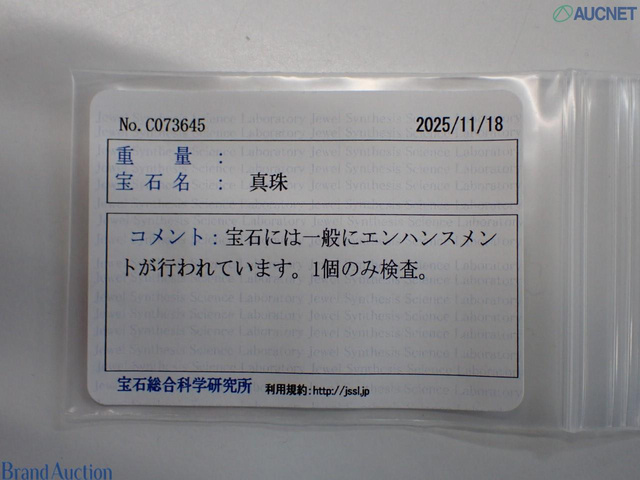 AUCNET
No.C073645 2025/11/18
重 量 :
宝石名 : 真珠
コメント:宝石には一般にエンハンスメン
トが行われています。1個のみ検査。
宝石総合科学研究所 利用規約:http://jssl.jp
Brand Auction